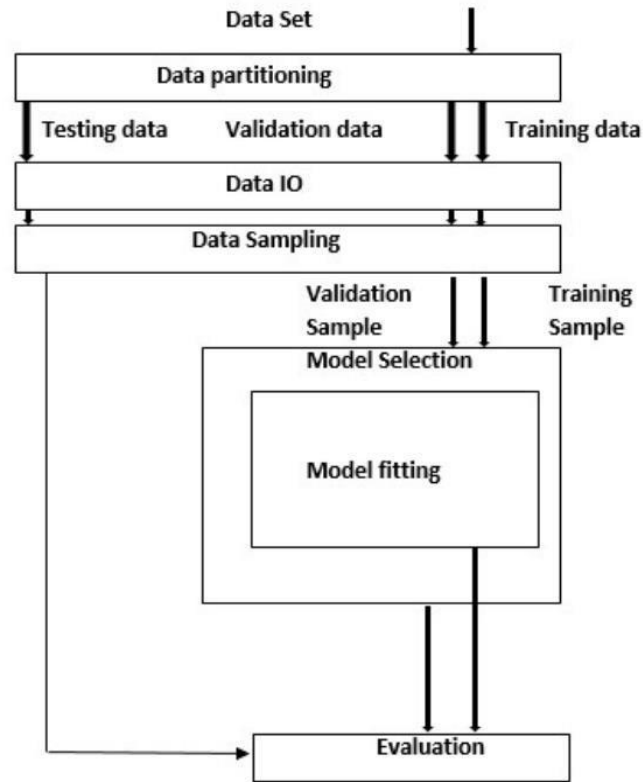 Data Set
Data partitioning
Testing data Validation data Training data
Data IO
Data Sampling
Validation Training
Sample Sample
Model Selection
Model fitting
Evaluation